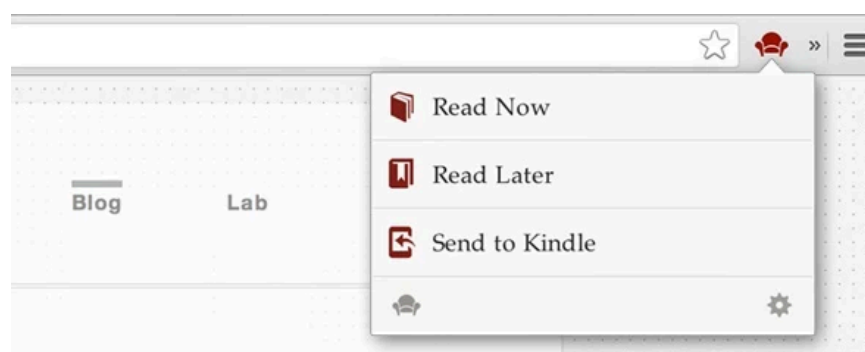 »
Read Now
Read Later
Blog
Lab
Send to Kindle